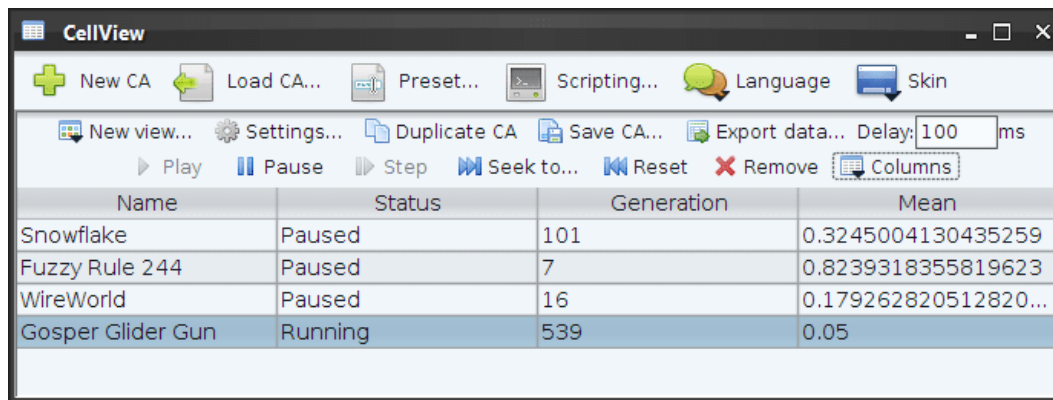 CellView
New CA Load CA... Preset... Scripting... Language Skin
New view... Settings... Duplicate CA Save CA... Export data... Delay: 100 ms
Play Pause Step Seek to... Reset Remove Columns
Name Status Generation Mean
Snowflake Paused 101 0.3245004130435259
Fuzzy Rule 244 Paused 7 0.8239318355819623
WireWorld Paused 16 0.179262820512820...
Gosper Glider Gun Running 539 0.05